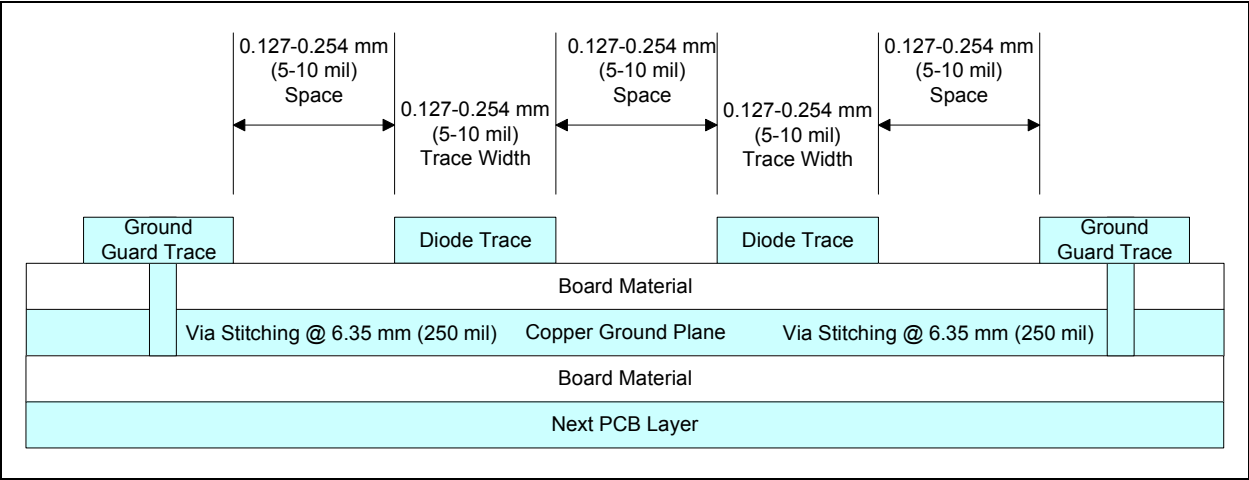 0.127-0.254 mm
(5-10 mil)
Space
0.127-0.254 mm
(5-10 mil)
Space
0.127-0.254 mm
(5-10 mil)
Space
0.127-0.254 mm
(5-10 mil)
Trace Width
0.127-0.254 mm
(5-10 mil)
Trace Width
Ground
Guard Trace
Diode Trace
Diode Trace
Ground
Guard Trace
Board Material
Via Stitching @ 6.35 mm (250 mil)
Copper Ground Plane
Via Stitching @ 6.35 mm (250 mil)
Board Material
Next PCB Layer